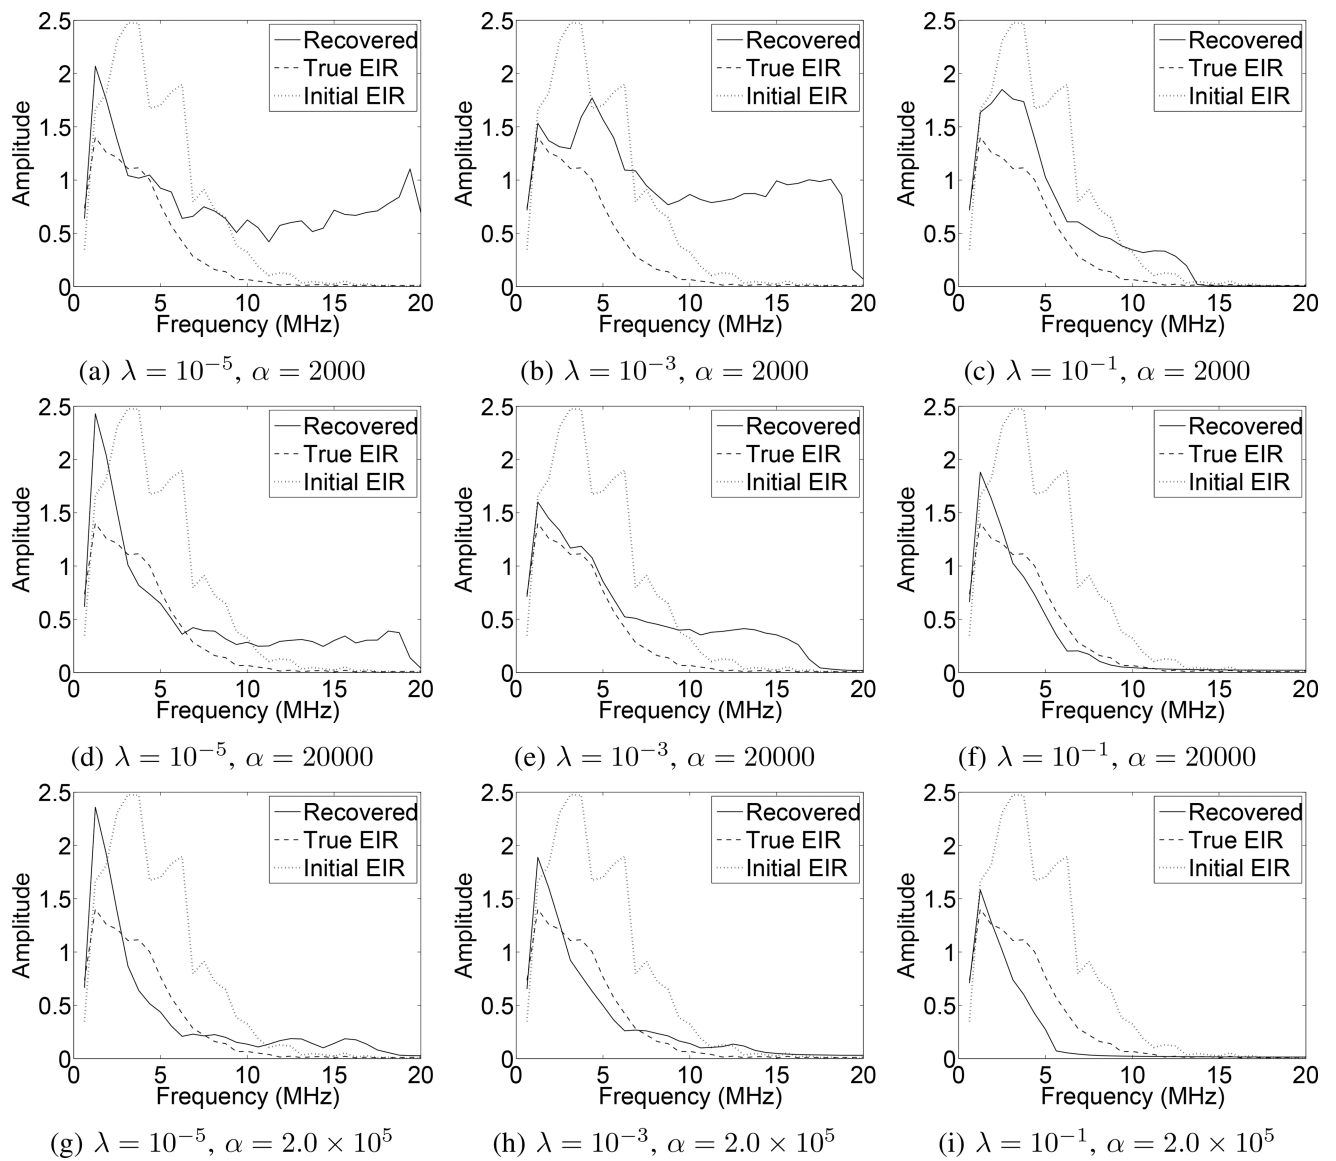 2.5
2
1.5
1
0.5
0
Amplitude
Recovered
True EIR
Initial EIR
0 5 10 15 20
Frequency (MHz)
(a) λ = 10⁻⁵, α = 2000
2.5
2
1.5
1
0.5
0
Amplitude
Recovered
True EIR
Initial EIR
0 5 10 15 20
Frequency (MHz)
(b) λ = 10⁻³, α = 2000
2.5
2
1.5
1
0.5
0
Amplitude
Recovered
True EIR
Initial EIR
0 5 10 15 20
Frequency (MHz)
(c) λ = 10⁻¹, α = 2000
2.5
2
1.5
1
0.5
0
Amplitude
Recovered
True EIR
Initial EIR
0 5 10 15 20
Frequency (MHz)
(d) λ = 10⁻⁵, α = 20000
2.5
2
1.5
1
0.5
0
Amplitude
Recovered
True EIR
Initial EIR
0 5 10 15 20
Frequency (MHz)
(e) λ = 10⁻³, α = 20000
2.5
2
1.5
1
0.5
0
Amplitude
Recovered
True EIR
Initial EIR
0 5 10 15 20
Frequency (MHz)
(f) λ = 10⁻¹, α = 20000
2.5
2
1.5
1
0.5
0
Amplitude
Recovered
True EIR
Initial EIR
0 5 10 15 20
Frequency (MHz)
(g) λ = 10⁻⁵, α = 2.0 × 10⁵
2.5
2
1.5
1
0.5
0
Amplitude
Recovered
True EIR
Initial EIR
0 5 10 15 20
Frequency (MHz)
(h) λ = 10⁻³, α = 2.0 × 10⁵
2.5
2
1.5
1
0.5
0
Amplitude
Recovered
True EIR
Initial EIR
0 5 10 15 20
Frequency (MHz)
(i) λ = 10⁻¹, α = 2.0 × 10⁵